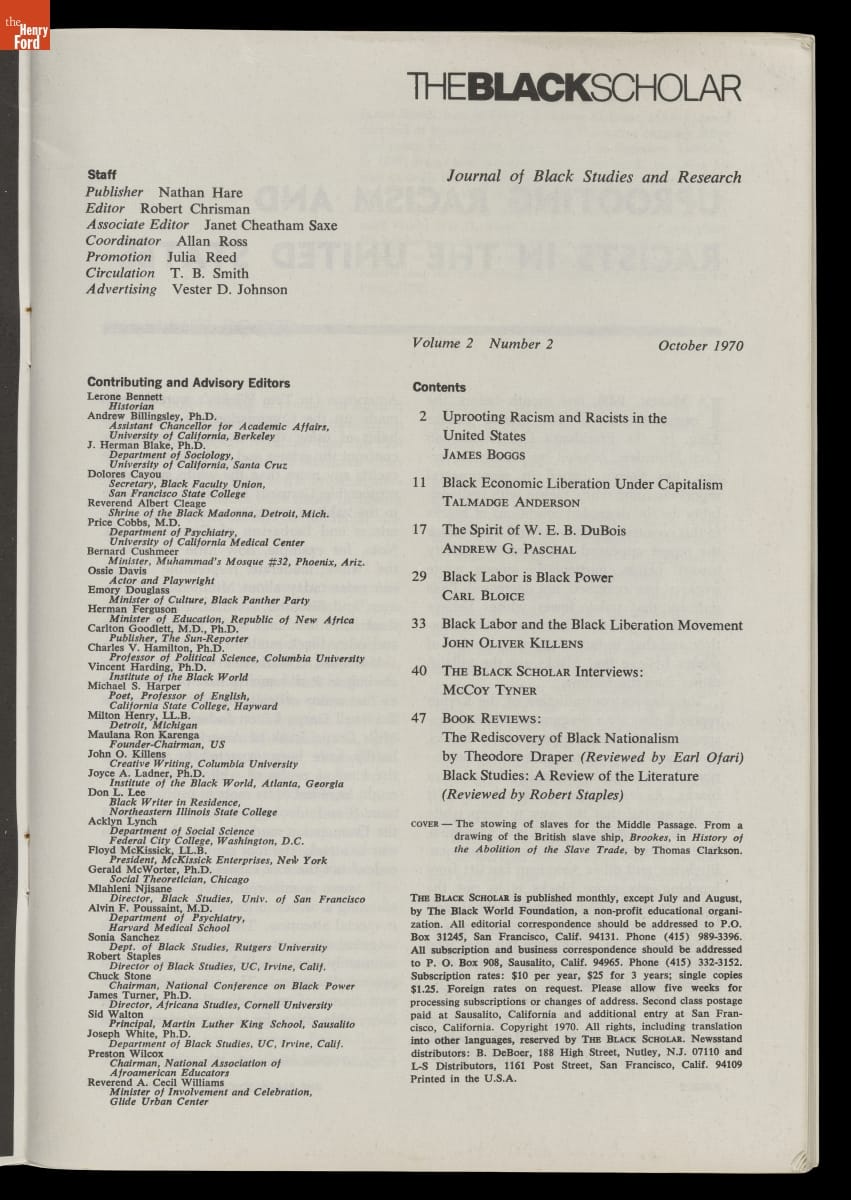 the
Henry
Ford
THEBLACKSCHOLAR
Journal of Black Studies and Research
Staff
Publisher Nathan Hare
Editor Robert Chrisman
Associate Editor Janet Cheatham Saxe
Coordinator Allan Ross
Promotion Julia Reed
Circulation T. B. Smith
Advertising Vester D. Johnson
Volume 2 Number 2 October 1970
Contributing and Advisory Editors
Lerone Bennett
Historian
Andrew Billingsley, Ph.D.
Assistant Chancellor for Academic Affairs,
University of California, Berkeley
J. Herman Blake, Ph.D.
Department of Sociology,
University of California, Santa Cruz
Dolores Cayou
Secretary, Black Faculty Union,
San Francisco State College
Reverend Albert Cleage
Shrine of the Black Madonna, Detroit, Mich.
Price Cobbs, M.D.
Department of Psychiatry,
University of California Medical Center
Bernard Cushmeer
Minister, Muhammad's Mosque #32, Phoenix, Ariz.
Ossie Davis
Actor and Playwright
Emory Douglass
Minister of Culture, Black Panther Party
Herman Ferguson
Minister of Education, Republic of New Africa
Carlton Goodlett, M.D., Ph.D.
Publisher, The Sun-Reporter
Charles V. Hamilton, Ph.D.
Professor of Political Science, Columbia University
Vincent Harding, Ph.D.
Institute of the Black World
Michael S. Harper
Poet, Professor of English,
California State College, Hayward
Milton Henry, LL.B.
Detroit, Michigan
Maulana Ron Karenga
Founder-Chairman, US
John O. Killens
Creative Writing, Columbia University
Joyce A. Ladner, Ph.D.
Institute of the Black World, Atlanta, Georgia
Don L. Lee
Black Writer in Residence,
Northeastern Illinois State College
Acklyn Lynch
Department of Social Science
Federal City College, Washington, D.C.
Floyd McKissick, LL.B.
President, McKissick Enterprises, New York
Gerald McWorter, Ph.D.
Social Theoretician, Chicago
Mlahleni Njisane
Director, Black Studies, Univ. of San Francisco
Alvin F. Poussaint, M.D.
Department of Psychiatry,
Harvard Medical School
Sonia Sanchez
Dept. of Black Studies, Rutgers University
Robert Staples
Director of Black Studies, UC, Irvine, Calif.
Chuck Stone
Chairman, National Conference on Black Power
James Turner, Ph.D.
Director, Africana Studies, Cornell University
Sid Walton
Principal, Martin Luther King School, Sausalito
Joseph White, Ph.D.
Department of Black Studies, UC, Irvine, Calif.
Preston Wilcox
Chairman, National Association of
Afroamerican Educators
Reverend A. Cecil Williams
Minister of Involvement and Celebration,
Glide Urban Center
Contents
2 Uprooting Racism and Racists in the
United States
JAMES BOGGS
11 Black Economic Liberation Under Capitalism
TALMADGE ANDERSON
17 The Spirit of W. E. B. DuBois
ANDREW G. PASCHAL
29 Black Labor is Black Power
CARL BLOICE
33 Black Labor and the Black Liberation Movement
JOHN OLIVER KILLENS
40 THE BLACK SCHOLAR Interviews:
MCCOY TYNER
47 BOOK REVIEWS:
The Rediscovery of Black Nationalism
by Theodore Draper (Reviewed by Earl Ofari)
Black Studies: A Review of the Literature
(Reviewed by Robert Staples)
COVER — The stowing of slaves for the Middle Passage. From a
drawing of the British slave ship, Brookes, in History of
the Abolition of the Slave Trade, by Thomas Clarkson.
THE BLACK SCHOLAR is published monthly, except July and August,
by The Black World Foundation, a non-profit educational organi-
zation. All editorial correspondence should be addressed to P.O.
Box 31245, San Francisco, Calif. 94131. Phone (415) 989-3396.
All subscription and business correspondence should be addressed
to P. O. Box 908, Sausalito, Calif. 94965. Phone (415) 332-3152.
Subscription rates: $10 per year, $25 for 3 years; single copies
$1.25. Foreign rates on request. Please allow five weeks for
processing subscriptions or changes of address. Second class postage
paid at Sausalito, California and additional entry at San Fran-
cisco, California. Copyright 1970. All rights, including translation
into other languages, reserved by THE BLACK SCHOLAR. Newsstand
distributors: B. DeBoer, 188 High Street, Nutley, N.J. 07110 and
L-S Distributors, 1161 Post Street, San Francisco, Calif. 94109
Printed in the U.S.A.